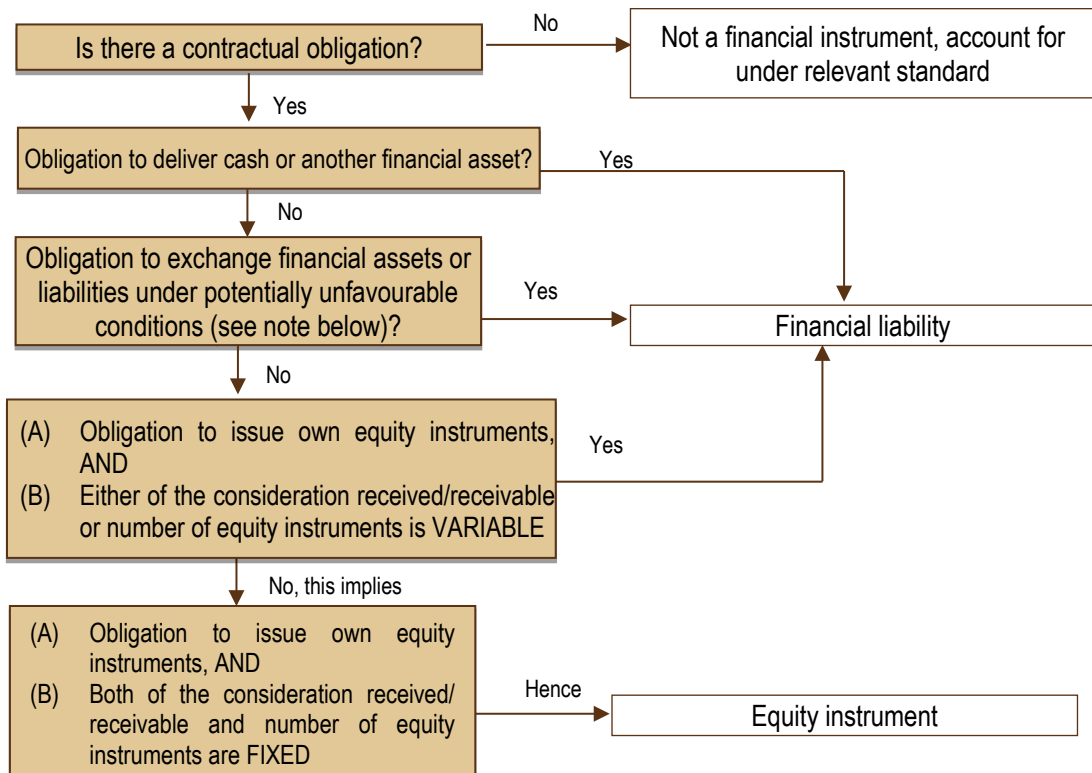 Is there a contractual obligation?
No
Not a financial instrument, account for
under relevant standard
Yes
Obligation to deliver cash or another financial asset?
Yes
No
Obligation to exchange financial assets or
liabilities under potentially unfavourable
conditions (see note below)?
Yes
Financial liability
No
(A) Obligation to issue own equity instruments,
AND
(B) Either of the consideration received/receivable
or number of equity instruments is VARIABLE
Yes
No, this implies
(A) Obligation to issue own equity
instruments, AND
(B) Both of the consideration received/
receivable and number of equity
instruments are FIXED
Hence
Equity instrument